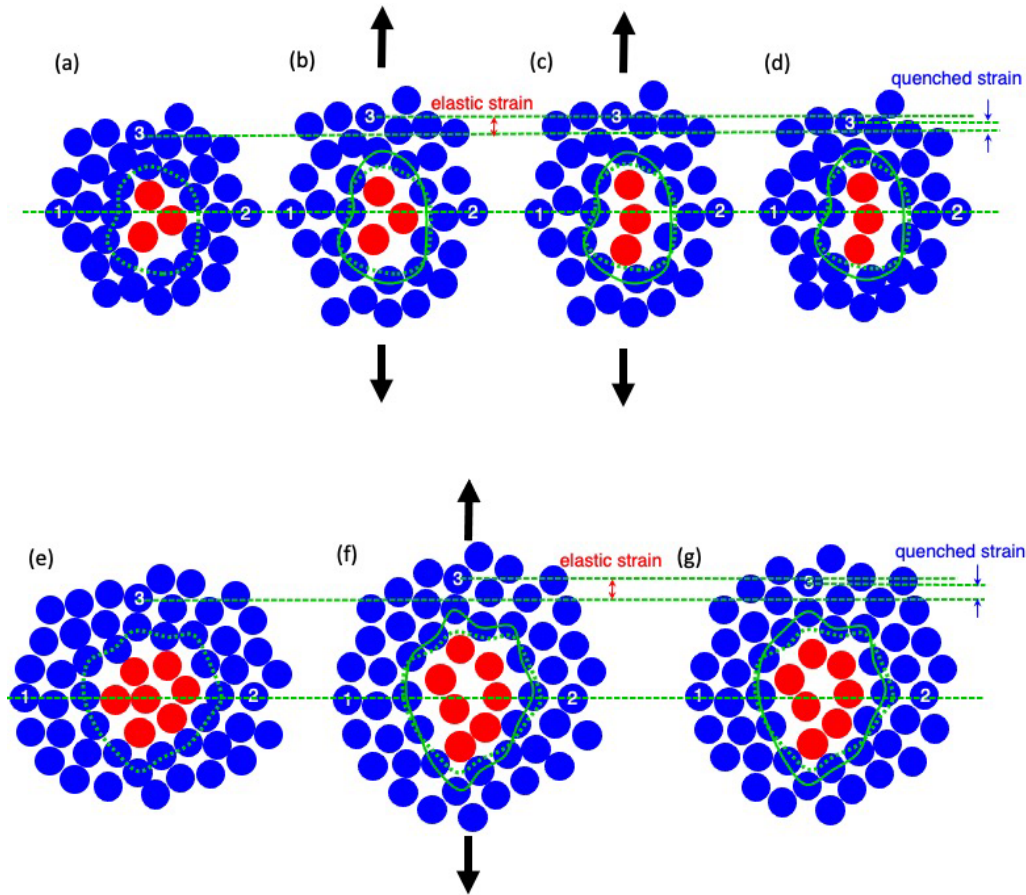 (a)
(b)
(c)
(d)
quenched strain
elastic strain
3
3
3
3
1
2
1
2
1
2
1
2
(e)
(f)
(g)
quenched strain
elastic strain
3
3
3
1
2
1
2
1
2